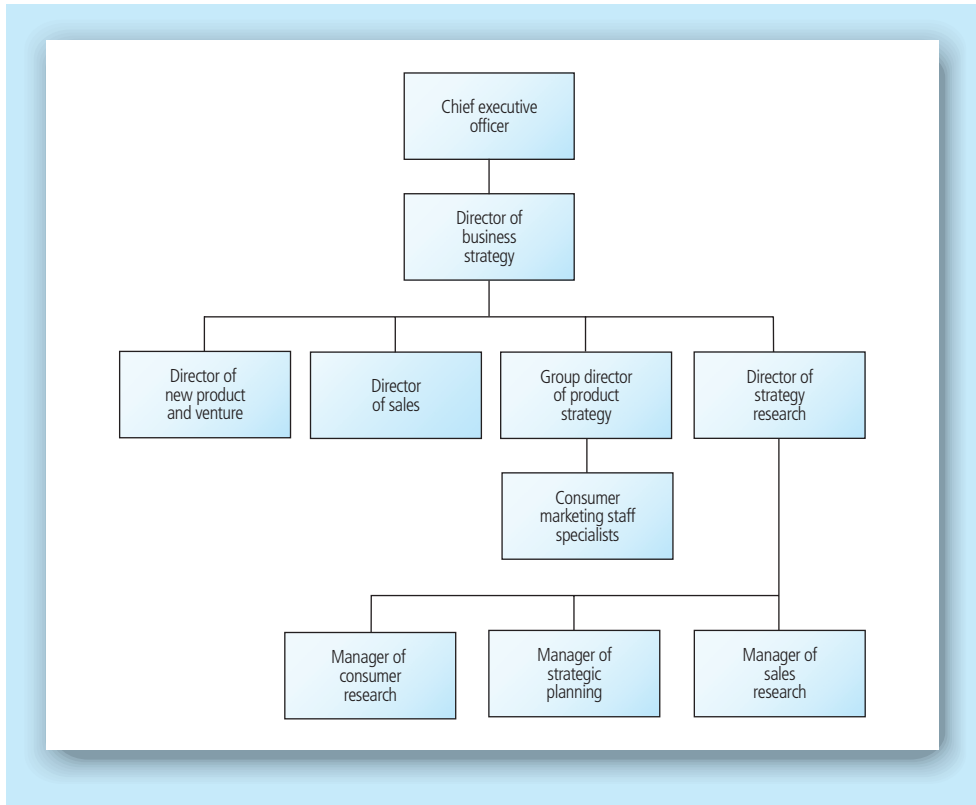 Chief executive
officer
Director of
business
strategy
Director of
new product
and venture
Director
of sales
Group director
of product
strategy
Director of
strategy
research
Consumer
marketing staff
specialists
Manager of
consumer
research
Manager of
strategic
planning
Manager of
sales
research